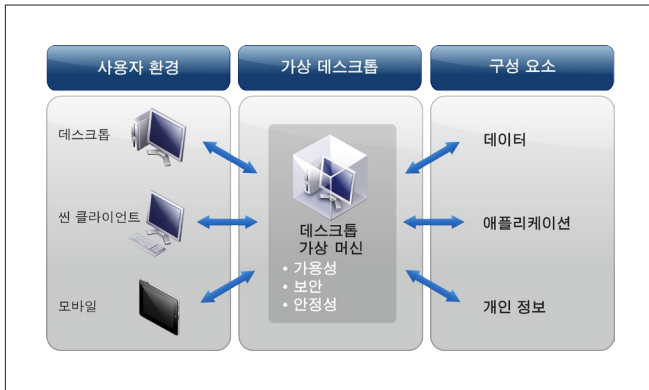 사용자 환경
가상 데스크톱
구성 요소
데스크톱
씬 클라이언트
모바일
데스크톱
가상 머신
• 가용성
• 보안
• 안정성
데이터
애플리케이션
개인 정보